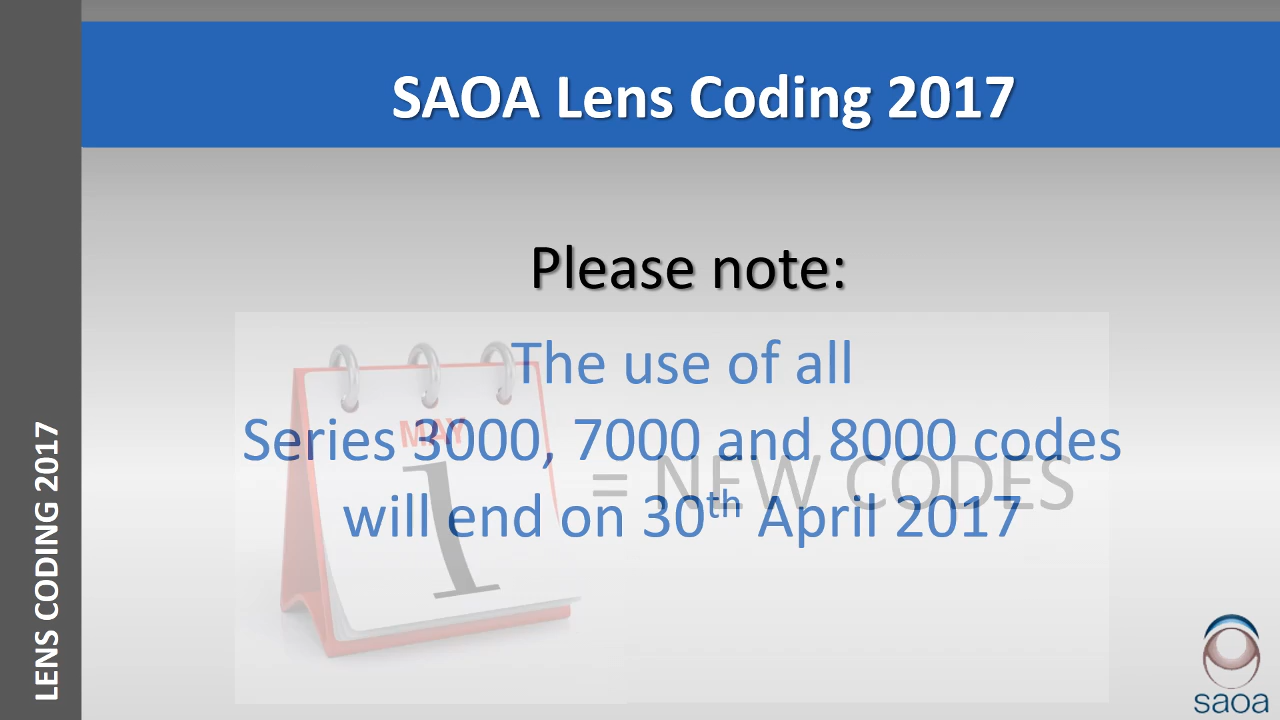 SAOA Lens Coding 2017
Please note:
The use of all
Series 3000, 7000 and 8000 codes
will end on 30th April 2017
MAY
1
= NEW CODES
LENS CODING 2017
saoa